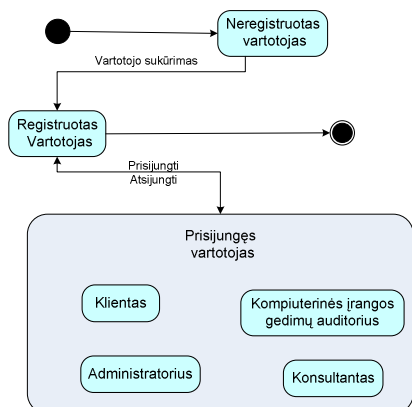 Neregistruotas
vartotojas
Vartotojo sukūrimas
Registruotas
Vartotojas
Prisijungti
Atsijungti
Prisijungęs
vartotojas
Klientas
Kompiuterinės įrangos
gedimų auditorius
Administratorius
Konsultantas